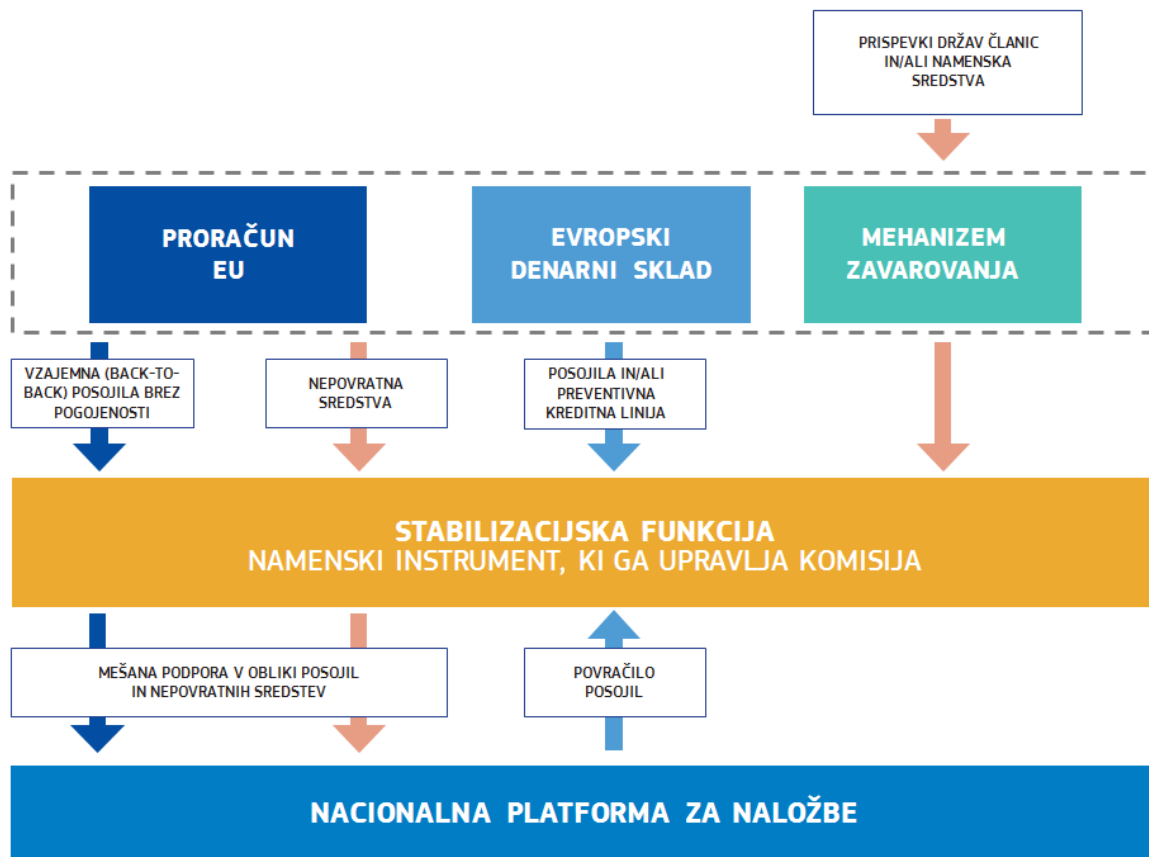 PRISPEVKI DRŽAV ČLANIC
IN/ALI NAMENSKA
SREDSTVA
PRORAČUN
EU
EVROPSKI
DENARNI SKLAD
MEHANIZEM
ZAVAROVANJA
VZAJEMNA (BACK-TO-
BACK) POSOJILA BREZ
POGOJENOSTI
NEPOVRATNA
SREDSTVA
POSOJILA IN/ALI
PREVENTIVNA
KREDITNA LINIJA
STABILIZACIJSKA FUNKCIJA
NAMENSKI INSTRUMENT, KI GA UPRAVLJA KOMISIJA
MEŠANA PODPORA V OBLIKI POSOJIL
IN NEPOVRATNIH SREDSTEV
POVRAČILO
POSOJIL
NACIONALNA PLATFORMA ZA NALOŽBE